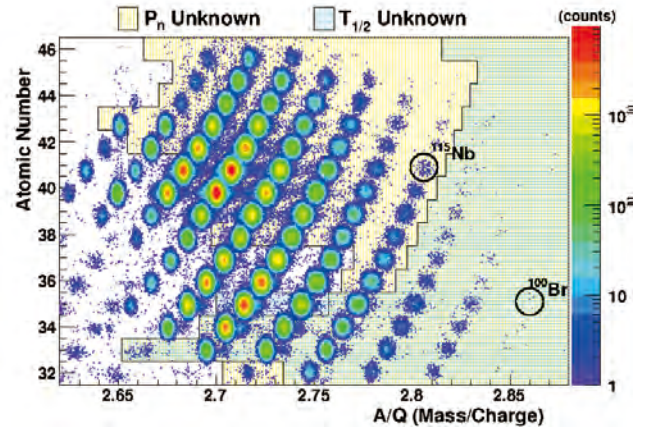 Pₙ Unknown T₁/₂ Unknown (counts)
Atomic Number
46
44
42
40
38
36
34
32
¹¹⁵Nb
¹⁰⁰Br
10³
10²
10
1
2.65 2.7 2.75 2.8 2.85
A/Q (Mass/Charge)